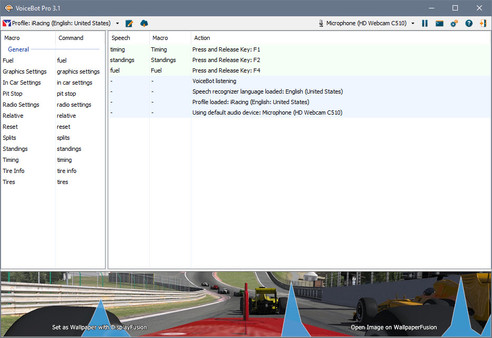 VoiceBot Pro 3.1
Profile: iRacing (English: United States)
Microphone (HD Webcam C510)
Macro Command
General
Fuel fuel
Graphics Settings graphics settings
In Car Settings in car settings
Pit Stop pit stop
Radio Settings radio settings
Relative relative
Reset reset
Splits splits
Standings standings
Timing timing
Tire Info tire info
Tires tires
Speech Macro Action
timing Timing Press and Release Key: F1
standings Standings Press and Release Key: F2
fuel Fuel Press and Release Key: F4
- - VoiceBot listening
- - Speech recognizer language loaded: English (United States)
- - Profile loaded: iRacing (English: United States)
- - Using default audio device: Microphone (HD Webcam C510)
Set as Wallpaper with DisplayFusion
Open Image on WallpaperFusion